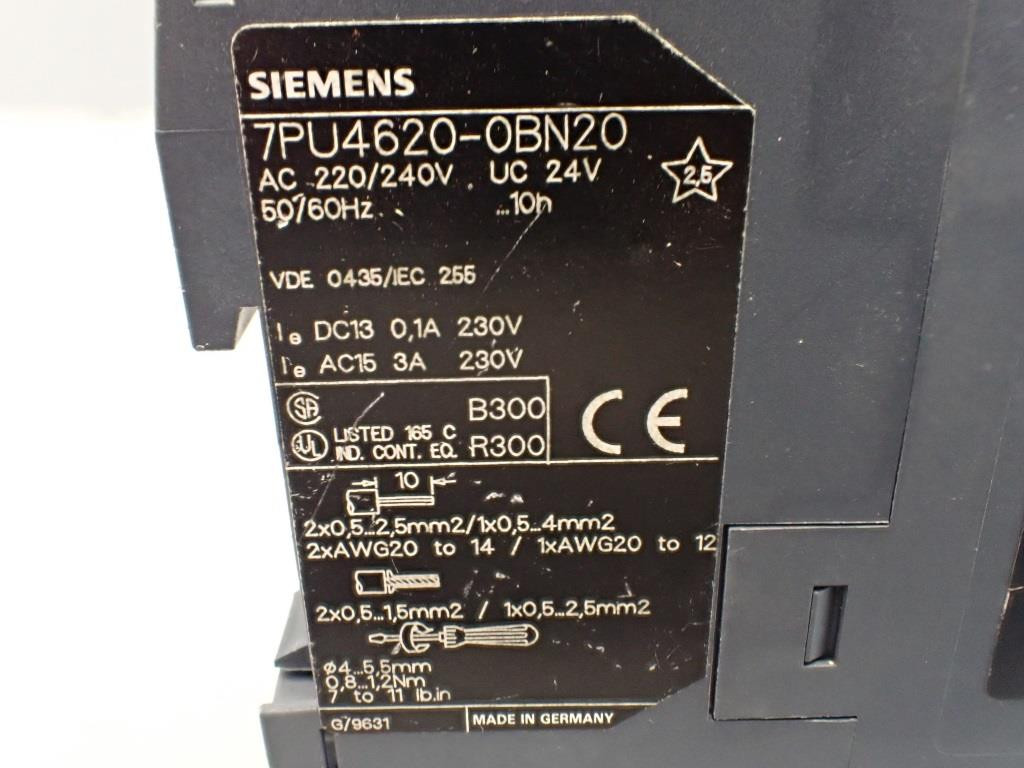 SIEMENS
7PU4620-0BN20
AC 220/240V UC 24V
50/60Hz ...10h
2,5
VDE 0435/IEC 255
Ie DC13 0,1A 230V
Ie AC15 3A 230V
SA B300
UL LISTED 165 C R300
IND. CONT. EQ.
CE
10
2x0,5...2,5mm2/1x0,5...4mm2
2xAWG20 to 14 / 1xAWG20 to 12
2x0,5...1,5mm2 / 1x0,5...2,5mm2
ø4...5,5mm
0,8...1,2Nm
7 to 11 lb.in
G/9631 MADE IN GERMANY